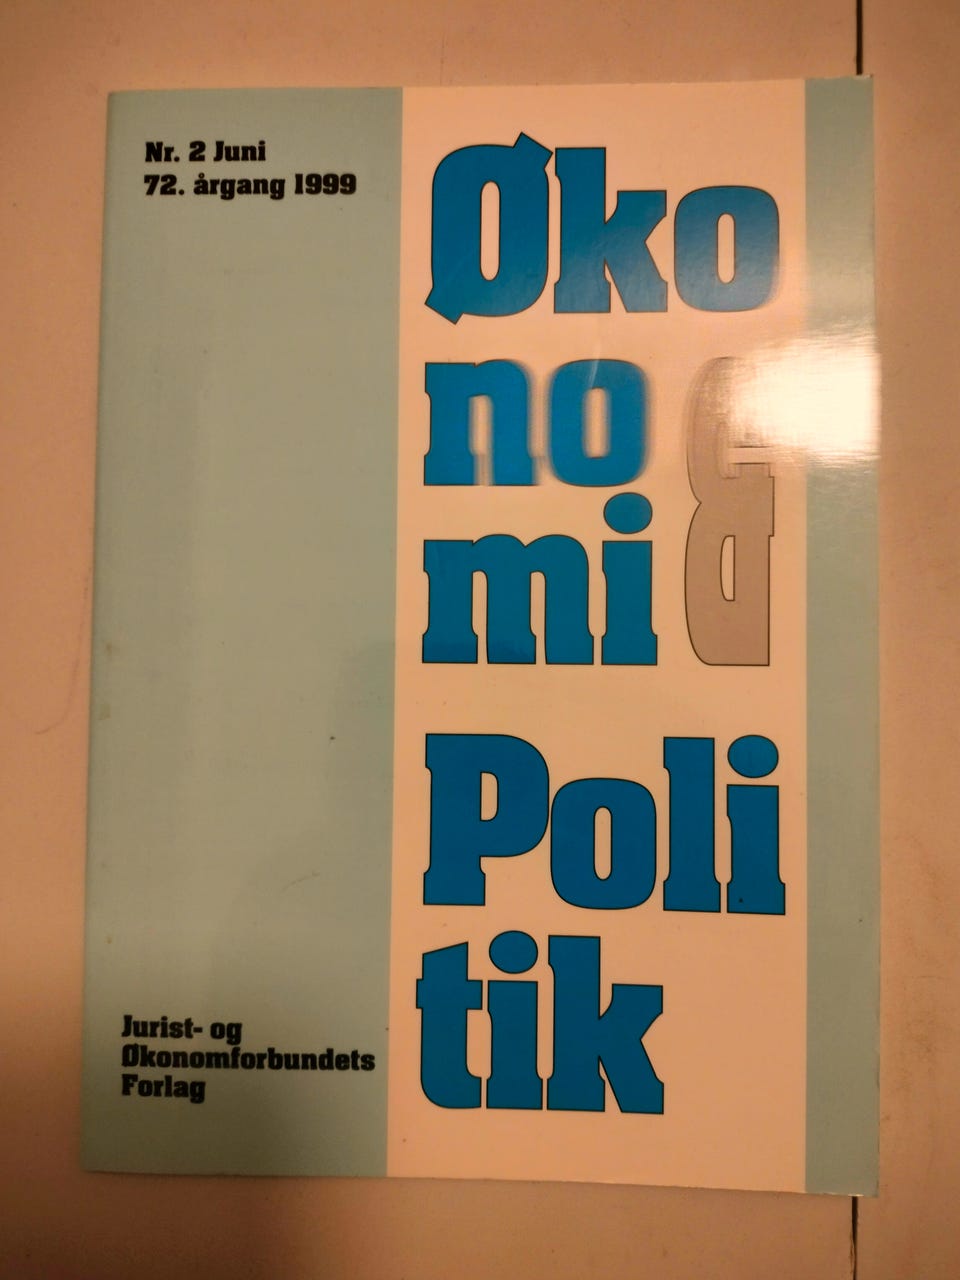 Nr. 2 Juni
72. årgang 1999
Øko
no
mi &
Poli
tik
Jurist- og
Økonomforbundets
Forlag